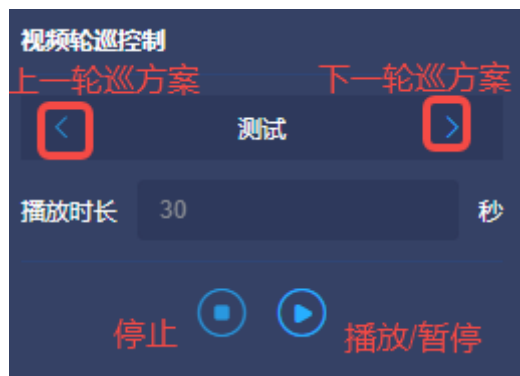 视频轮巡控制
上一轮巡方案 下一轮巡方案
测试
播放时长 30 秒
停止 播放/暂停